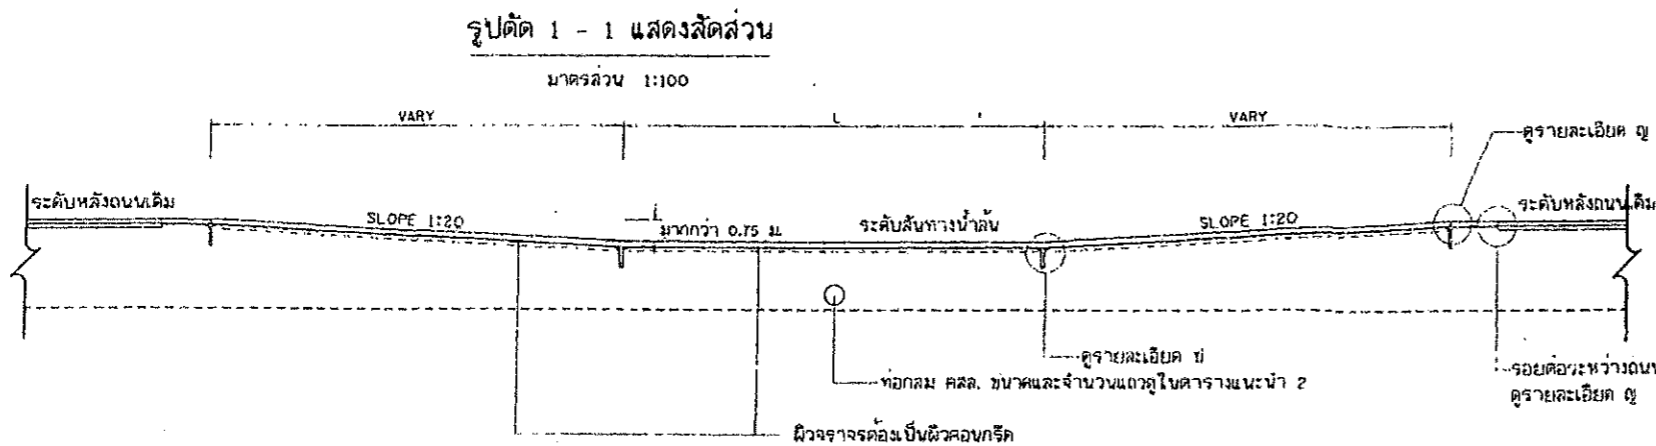 รูปตัด 1 - 1 แสดงสัดส่วน
มาตรส่วน 1:100
VARY
L
VARY
ดูรายละเอียด ญ
ระดับหลังถนนเดิม
SLOPE 1:20
มากกว่า 0.75 ม.
ระดับสันทางน้ำล้น
SLOPE 1:20
ระดับหลังถนนเดิม
ดูรายละเอียด
ท่อกลม คสล. ขนาดและจำนวนแถวดูในตารางแนะนำ 2
รอยต่อระหว่างถนน
ดูรายละเอียด ญ
ผิวจราจรต้องเป็นผิวคอนกรีต